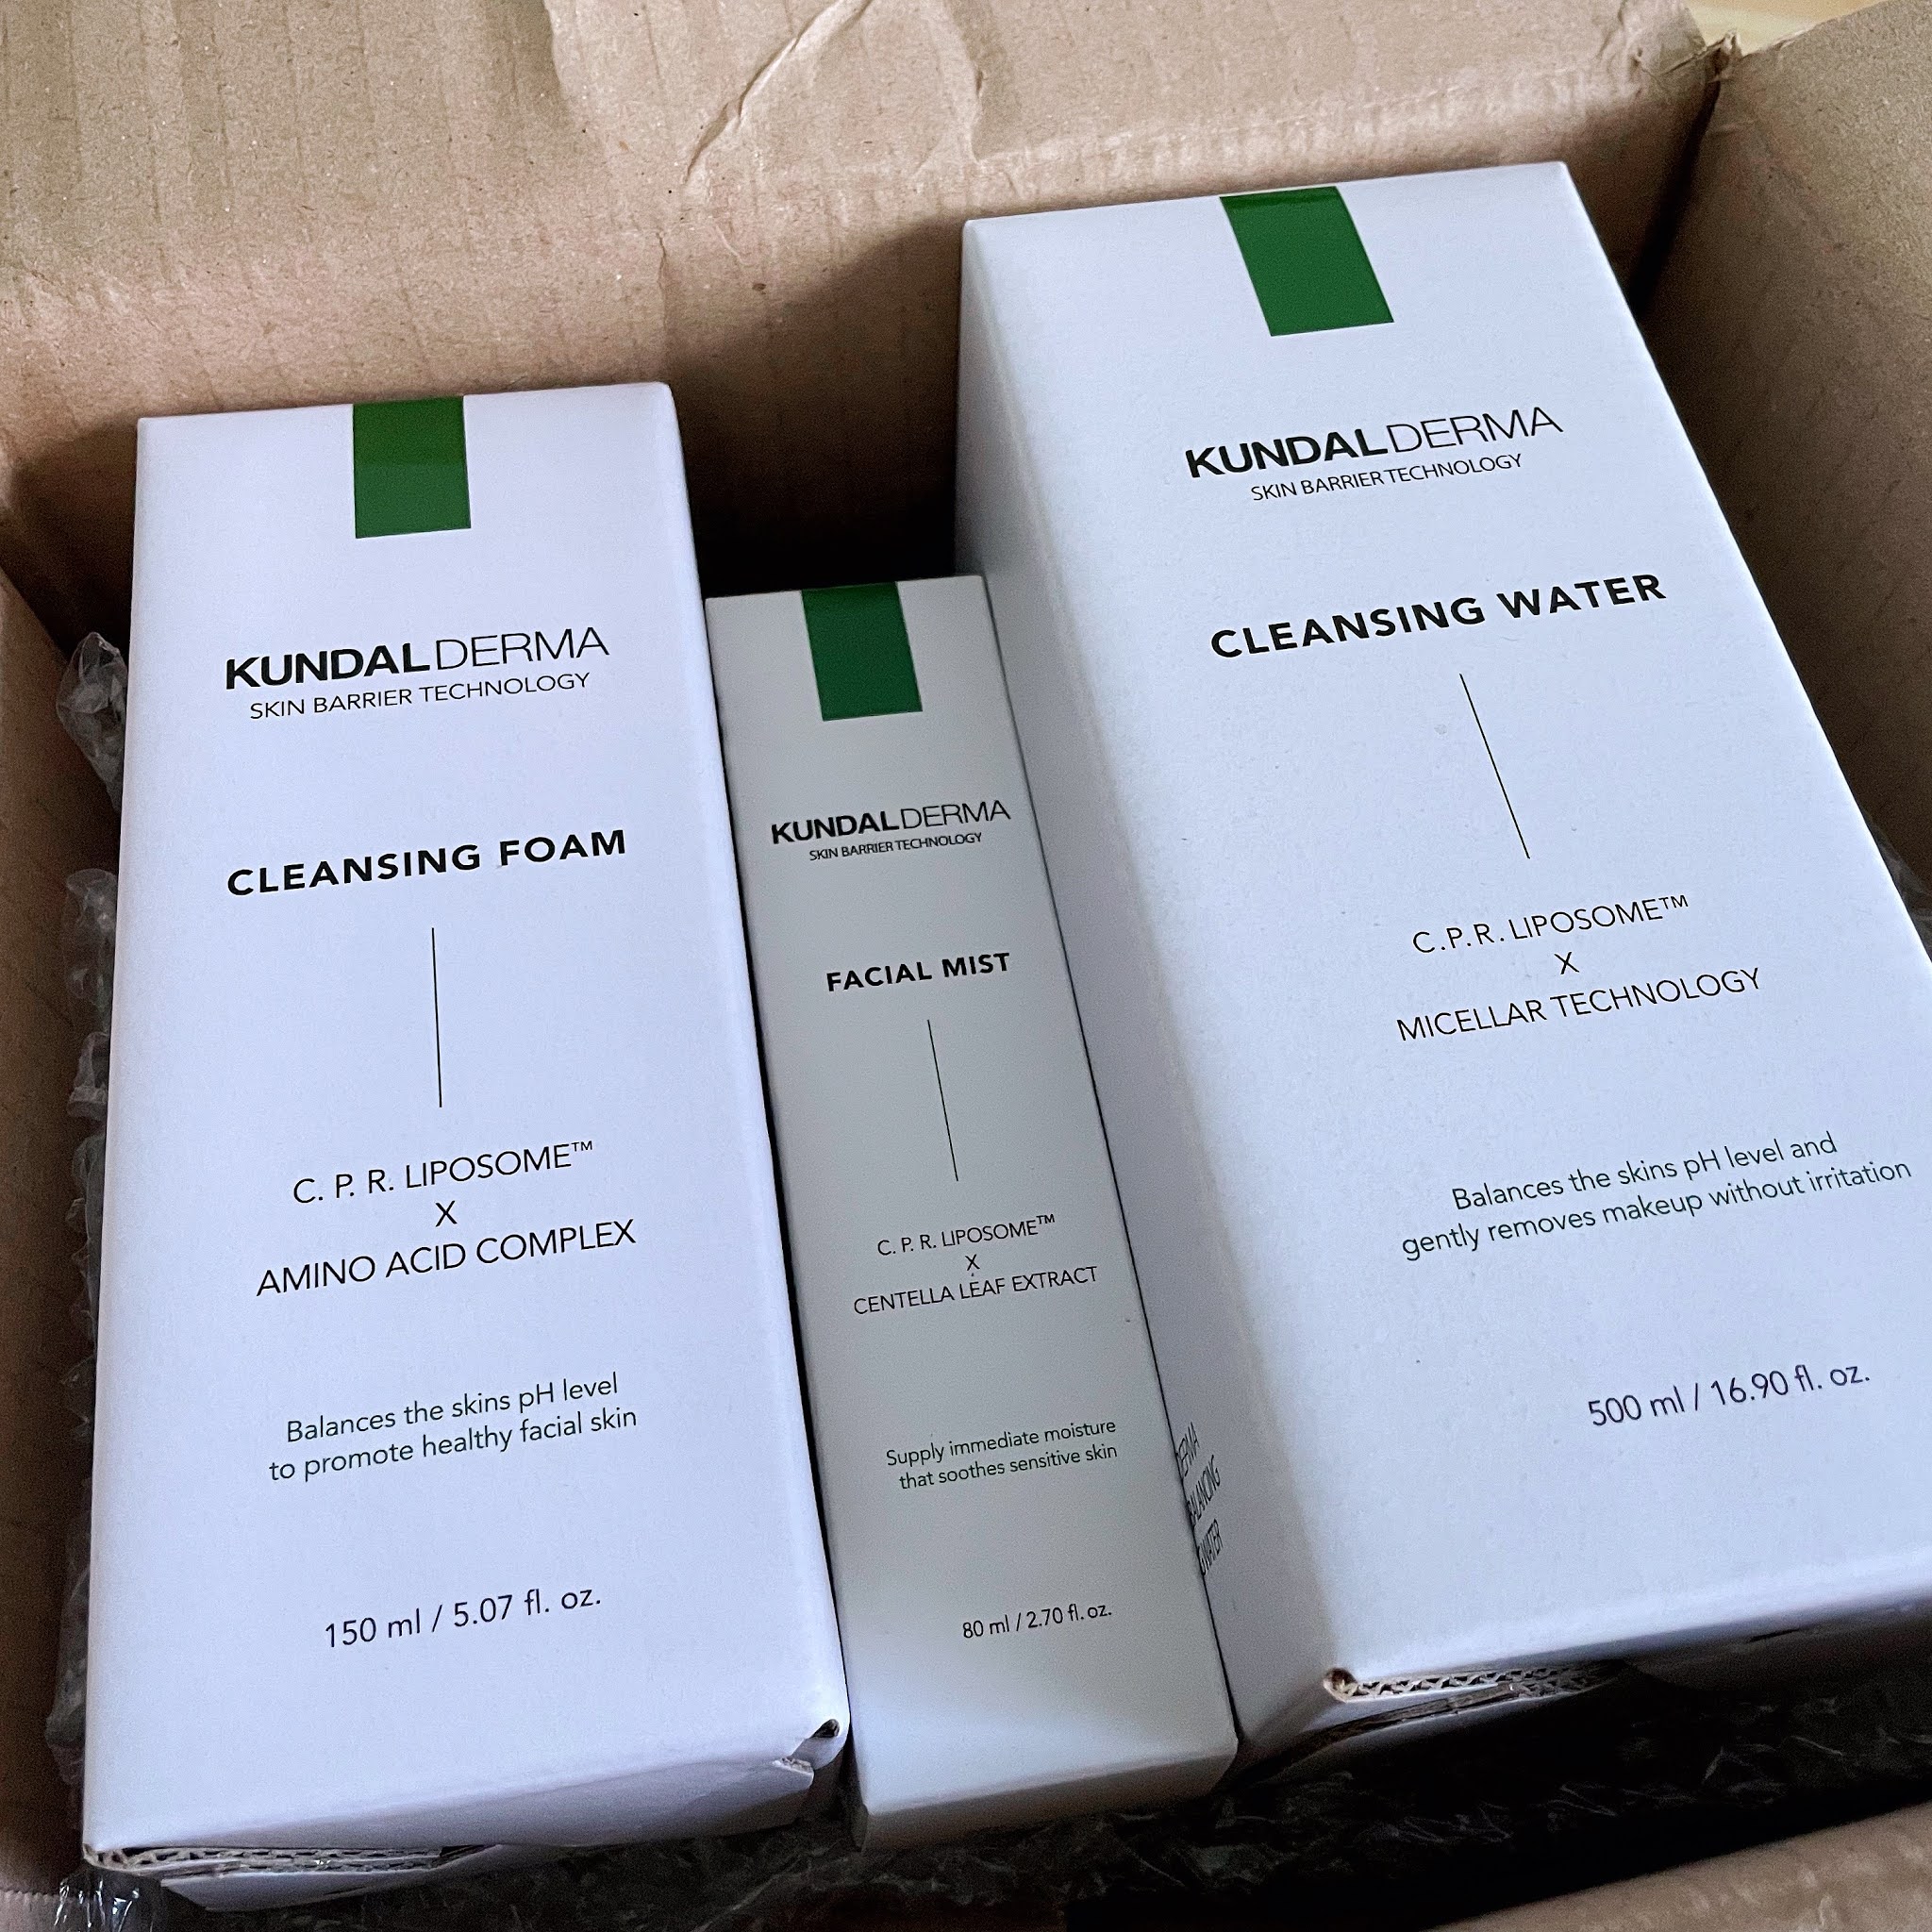 KUNDALDERMA
SKIN BARRIER TECHNOLOGY
CLEANSING FOAM
C. P. R. LIPOSOME™
X
AMINO ACID COMPLEX
Balances the skins pH level
to promote healthy facial skin
150 ml / 5.07 fl. oz.
KUNDALDERMA
SKIN BARRIER TECHNOLOGY
FACIAL MIST
C. P. R. LIPOSOME™
X
CENTELLA LEAF EXTRACT
Supply immediate moisture
that soothes sensitive skin
80 ml / 2.70 fl. oz.
KUNDALDERMA
SKIN BARRIER TECHNOLOGY
CLEANSING WATER
C.P.R. LIPOSOME™
X
MICELLAR TECHNOLOGY
Balances the skins pH level and
gently removes makeup without irritation
500 ml / 16.90 fl. oz.
DERMA
WATER